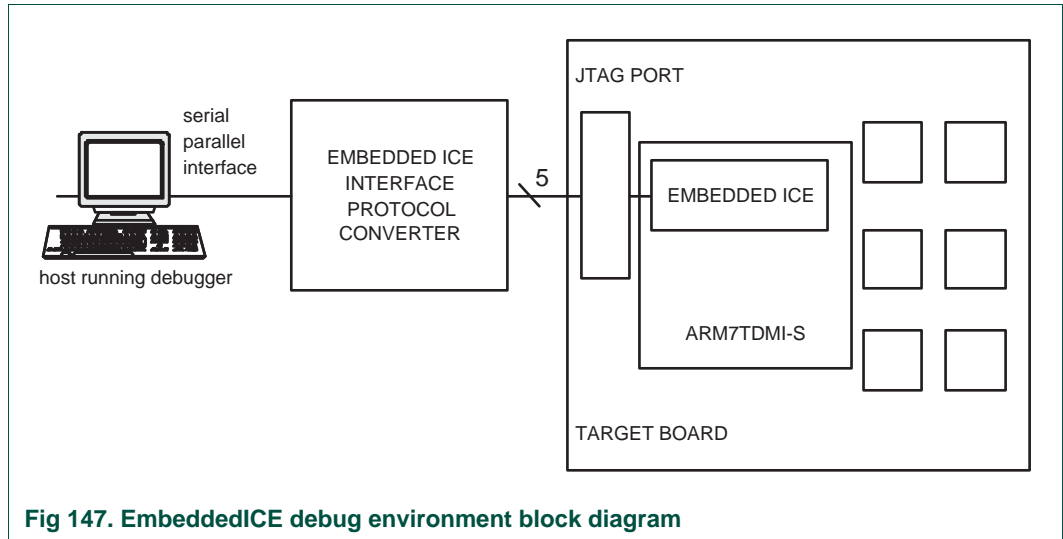 JTAG PORT
serial
parallel
interface
EMBEDDED ICE
INTERFACE
PROTOCOL
CONVERTER
5
EMBEDDED ICE
host running debugger
ARM7TDMI-S
TARGET BOARD
Fig 147. EmbeddedICE debug environment block diagram